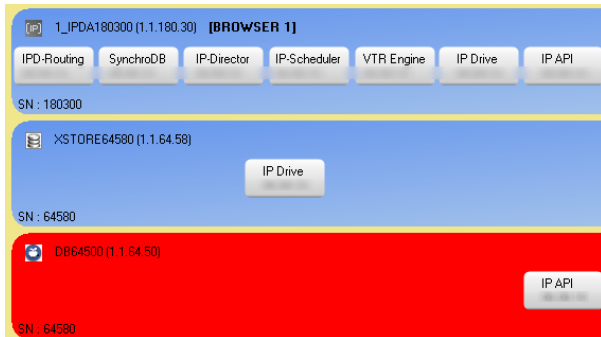 IP 1_IPDA180300 (1.1.180.30) [BROWSER 1]
IPD-Routing SynchroDB IP-Director IP-Scheduler VTR Engine IP Drive IP API
SN : 180300
XSTORE64580 (1.1.64.58)
IP Drive
SN : 64580
DB64500 (1.1.64.50)
IP API
SN : 64580